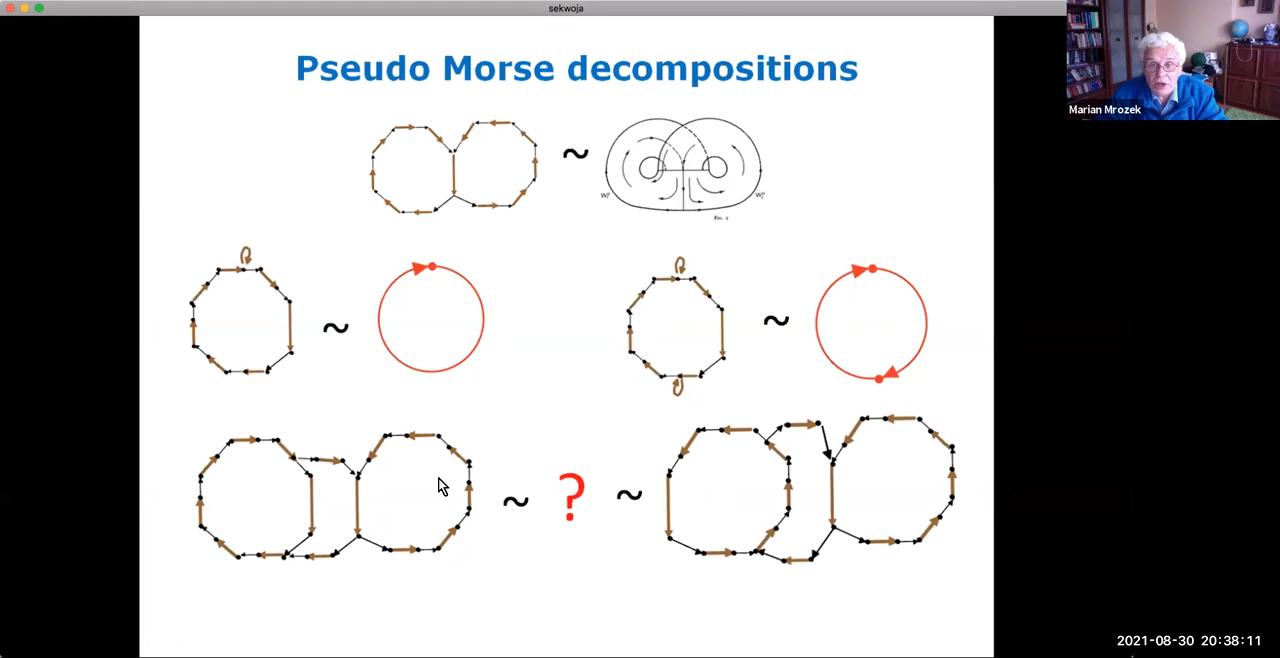 sekwoja
Pseudo Morse decompositions
Marian Mrozek
~
~
~
~ ? ~
2021-08-30 20:38:11